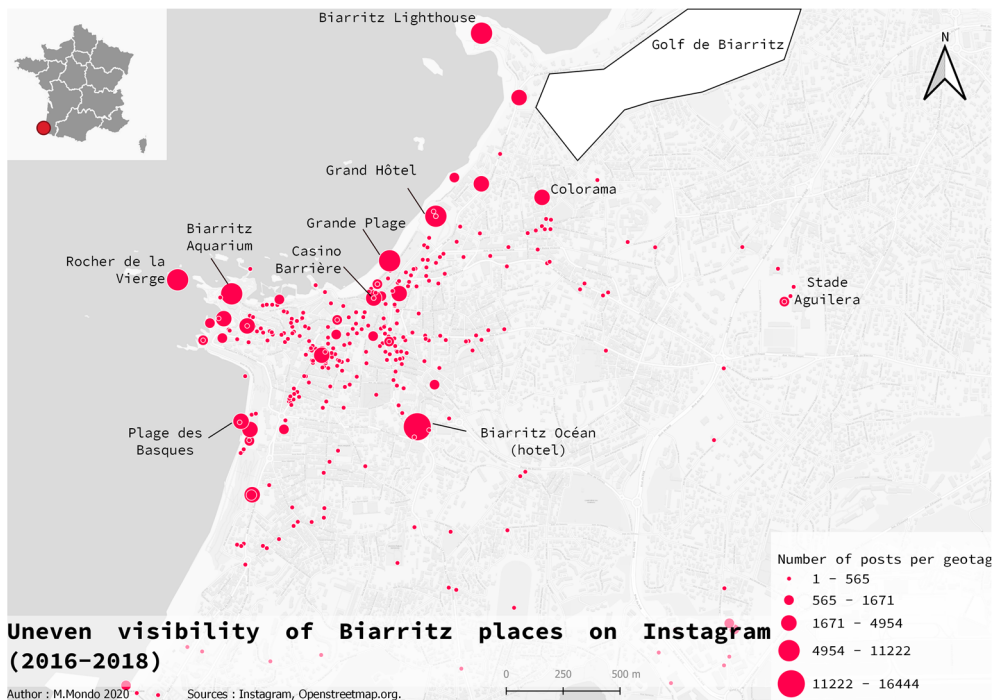 Biarritz Lighthouse
Golf de Biarritz
N
Grand Hôtel
Colorama
Grande Plage
Biarritz
Aquarium
Casino
Barrière
Rocher de la
Vierge
Stade
Aguilera
Plage des
Basques
Biarritz Océan
(hotel)
Number of posts per geotag
1 - 565
565 - 1671
1671 - 4954
4954 - 11222
11222 - 16444
Uneven visibility of Biarritz places on Instagram
(2016-2018)
0 250 500 m
Author : M.Mondo 2020
Sources : Instagram, Openstreetmap.org.